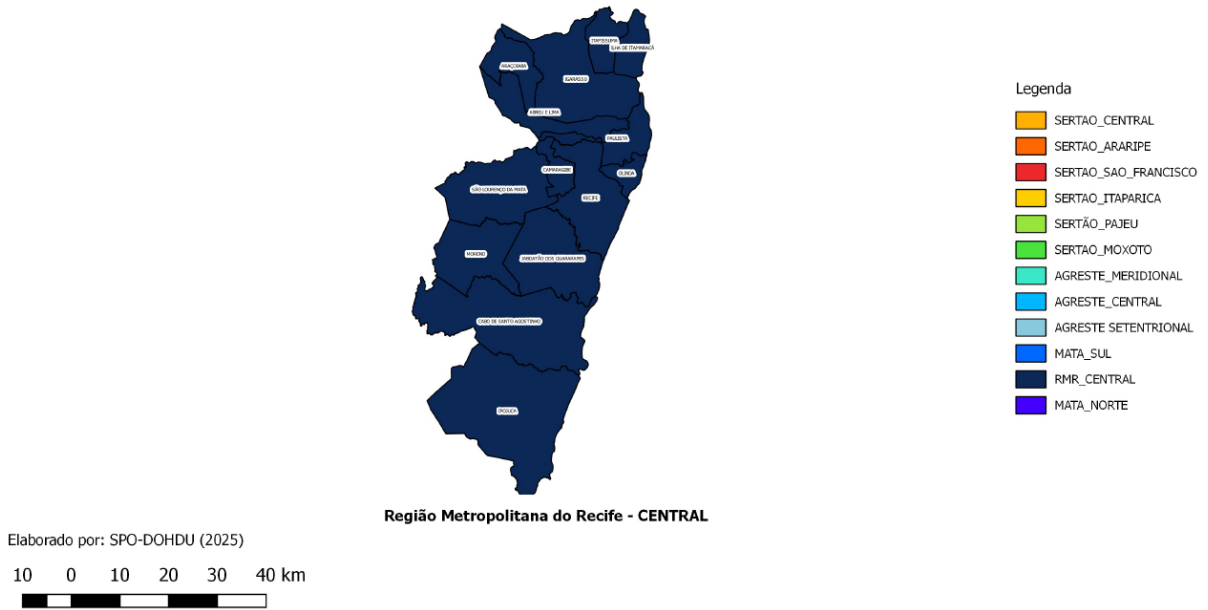 ITAPISSUMA
ILHA DE ITAMARACÁ
ARAÇOIABA
IGARASSU
ABREU E LIMA
PAULISTA
CAMARAGIBE
OLINDA
SÃO LOURENÇO DA MATA
RECIFE
MORENO
JABOATÃO DOS GUARARAPES
CABO DE SANTO AGOSTINHO
IPOJUCA
Legenda
SERTAO_CENTRAL
SERTAO_ARARIPE
SERTAO_SAO_FRANCISCO
SERTAO_ITAPARICA
SERTÃO_PAJEU
SERTAO_MOXOTO
AGRESTE_MERIDIONAL
AGRESTE_CENTRAL
AGRESTE SETENTRIONAL
MATA_SUL
RMR_CENTRAL
MATA_NORTE
Região Metropolitana do Recife - CENTRAL
Elaborado por: SPO-DOHDU (2025)
10 0 10 20 30 40 km